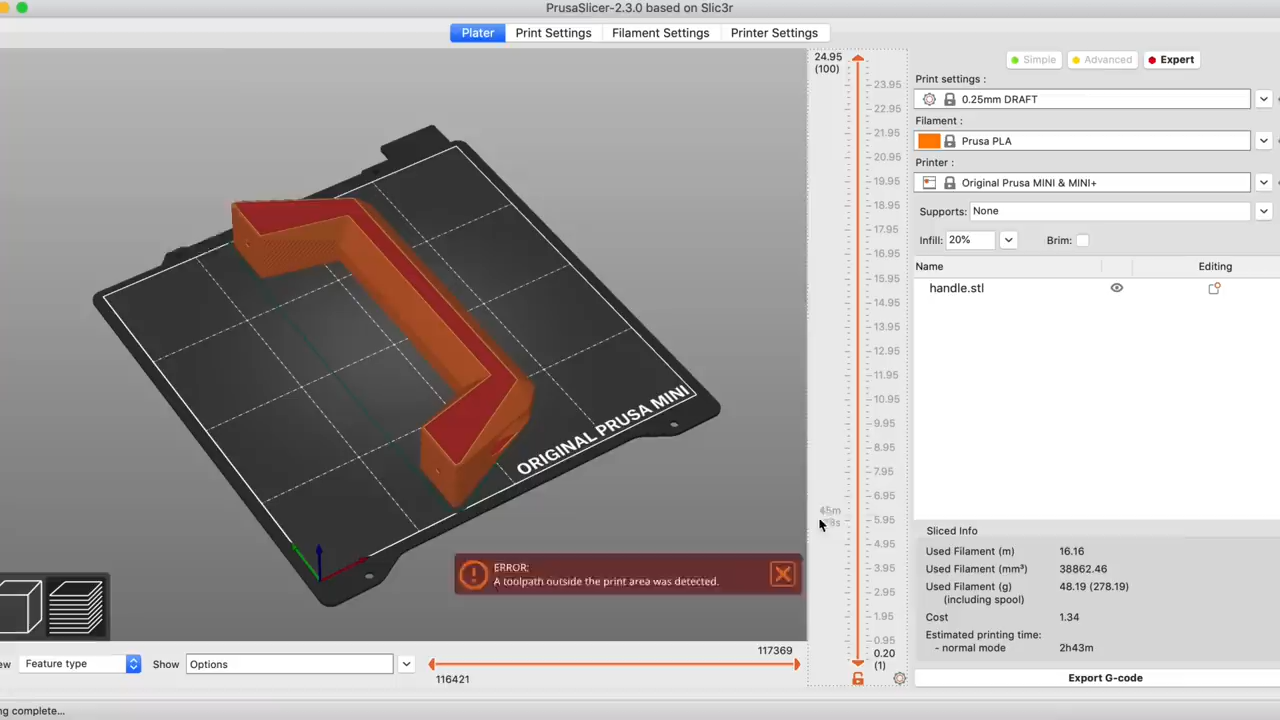 PrusaSlicer-2.3.0 based on Slic3r
Plater Print Settings Filament Settings Printer Settings
Simple Advanced Expert
Print settings :
0.25mm DRAFT
Filament :
Prusa PLA
Printer :
Original Prusa MINI & MINI+
Supports: None
Infill: 20% Brim:
Name Editing
handle.stl
24.95
(100)
23.95
22.95
21.95
20.95
19.95
18.95
17.95
16.95
15.95
14.95
13.95
12.95
11.95
10.95
9.95
8.95
7.95
6.95
5.95
4.95
3.95
2.95
1.95
0.95
0.20
(1)
45m
ORIGINAL PRUSA MINI
ERROR:
A toolpath outside the print area was detected.
Sliced Info
Used Filament (m) 16.16
Used Filament (mm³) 38862.46
Used Filament (g) 48.19 (278.19)
(including spool)
Cost 1.34
Estimated printing time:
- normal mode 2h43m
Export G-code
Feature type Show Options
117369
116421